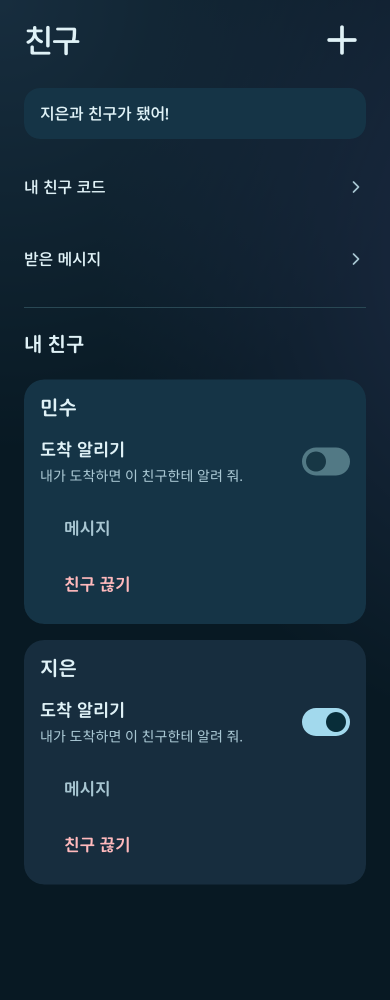 친구
지은과 친구가 됐어!
내 친구 코드
받은 메시지
내 친구
민수
도착 알리기
내가 도착하면 이 친구한테 알려 줘.
메시지
친구 끊기
지은
도착 알리기
내가 도착하면 이 친구한테 알려 줘.
메시지
친구 끊기